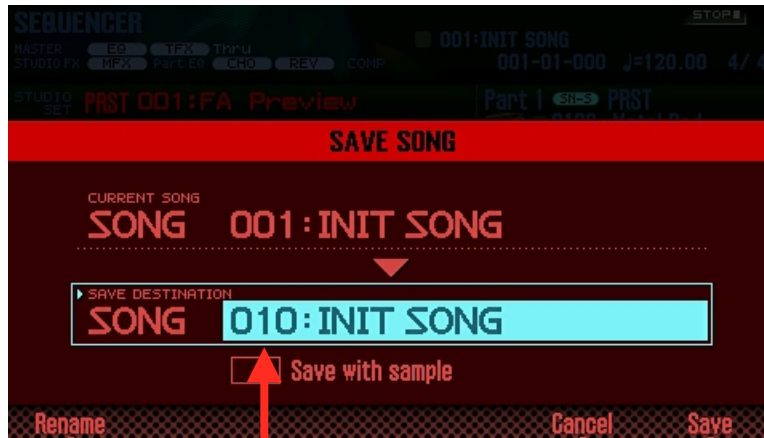 SEQUENCER
STOP
MASTER EQ TFX Thru
001:INIT SONG
STUDIO FX MFX Part EQ CHO REV COMP
001-01-000 ♩=120.00 4/4
STUDIO SET PRST 001:FA Preview
Part 1 SN-S PRST
SAVE SONG
CURRENT SONG
SONG 001:INIT SONG
SAVE DESTINATION
SONG 010:INIT SONG
Save with sample
Rename Cancel Save